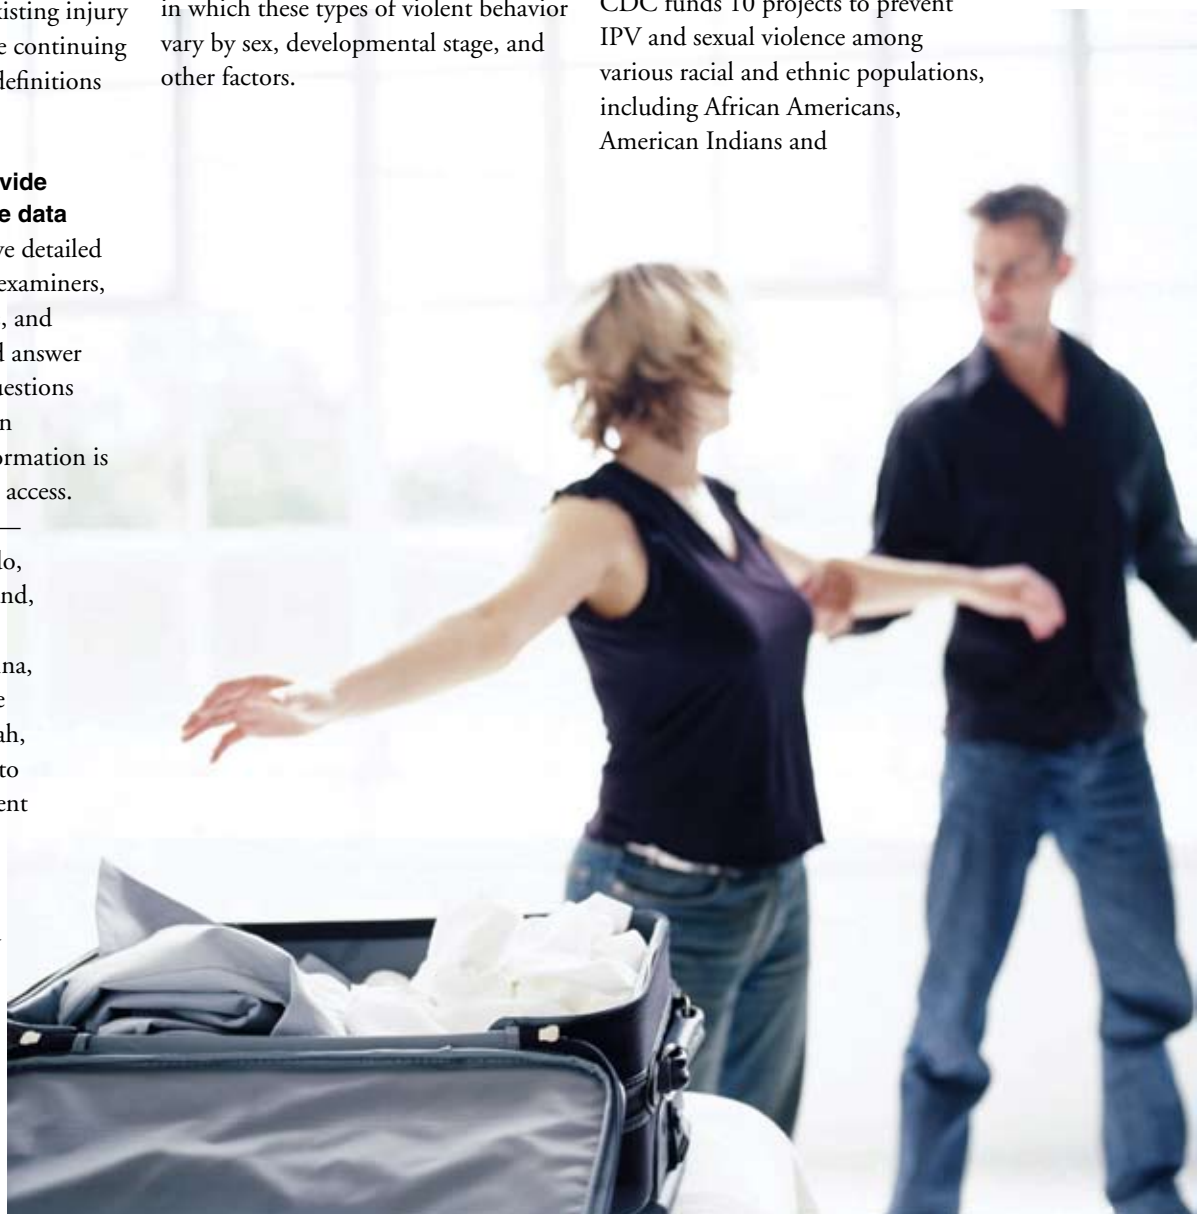 xisting injury
e continuing
definitions
vide
e data
ve detailed
examiners,
, and
d answer
uestions
n
ormation is
access.
lo,
nd,
na,
e
ah,
to
ent
in which these types of violent behavior
vary by sex, developmental stage, and
other factors.
CDC funds 10 projects to prevent
IPV and sexual violence among
various racial and ethnic populations,
including African Americans,
American Indians and